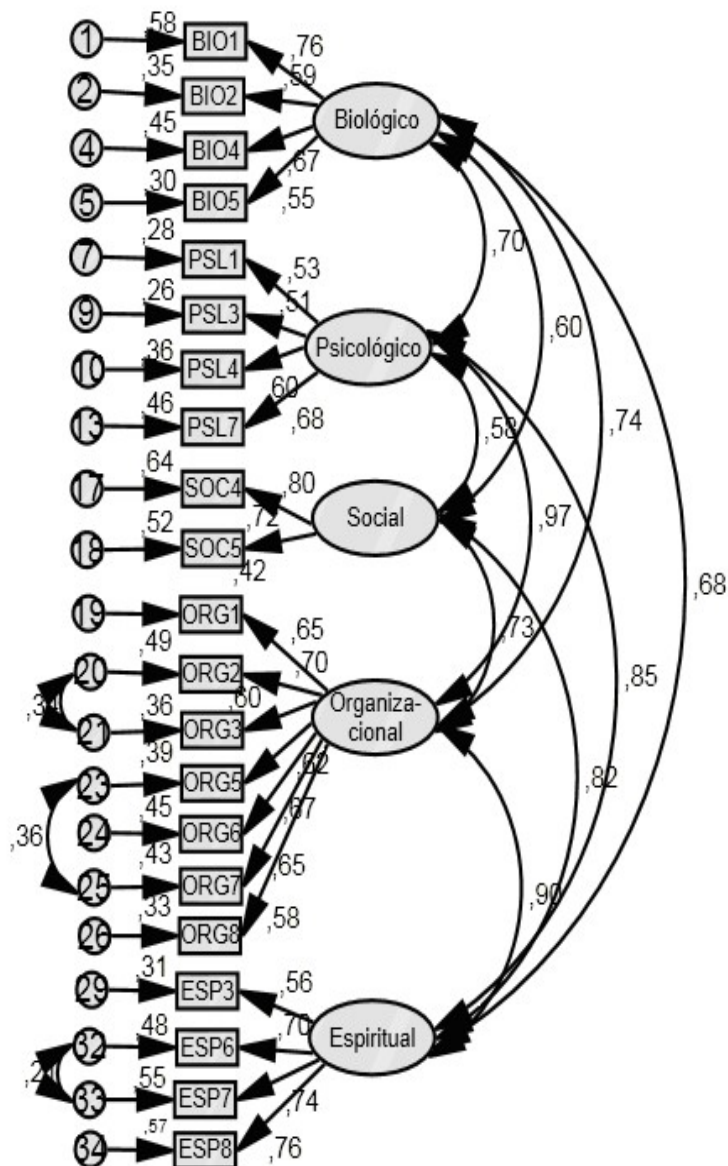 1 ,58 BIO1 ,76
2 ,35 BIO2 ,59
Biológico
4 ,45 BIO4 ,67
5 ,30 BIO5 ,55
,70
7 ,28 PSL1 ,53
9 ,26 PSL3 ,51
Psicológico
,60
10 ,36 PSL4 ,60
13 ,46 PSL7 ,68
,58 ,74
17 ,64 SOC4 ,80
Social
,97
18 ,52 SOC5 ,72
,42
,68
19 ORG1 ,65
,73
20 ,49 ORG2 ,70
,85
21 ,36 ORG3 ,60
Organiza-
cional
23 ,39 ORG5 ,62
,82
24 ,45 ORG6 ,67
,36
25 ,43 ORG7 ,65
26 ,33 ORG8 ,58
,90
29 ,31 ESP3 ,56
32 ,48 ESP6 ,70
Espiritual
33 ,55 ESP7 ,74
34 ,57 ESP8 ,76